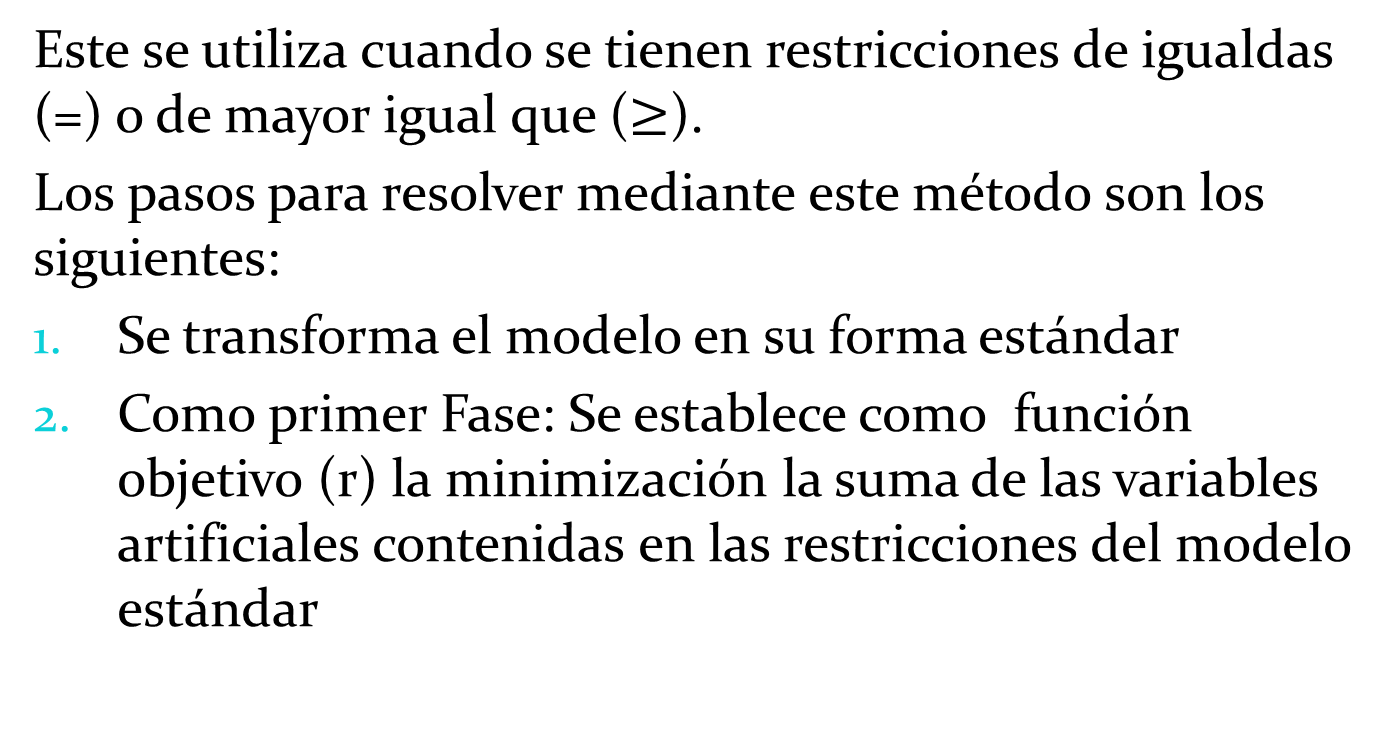 Este se utiliza cuando se tienen restricciones de igualdas
(=) o de mayor igual que (≥).
Los pasos para resolver mediante este método son los
siguientes:
1. Se transforma el modelo en su forma estándar
2. Como primer Fase: Se establece como  función
objetivo (r) la minimización la suma de las variables
artificiales contenidas en las restricciones del modelo
estándar